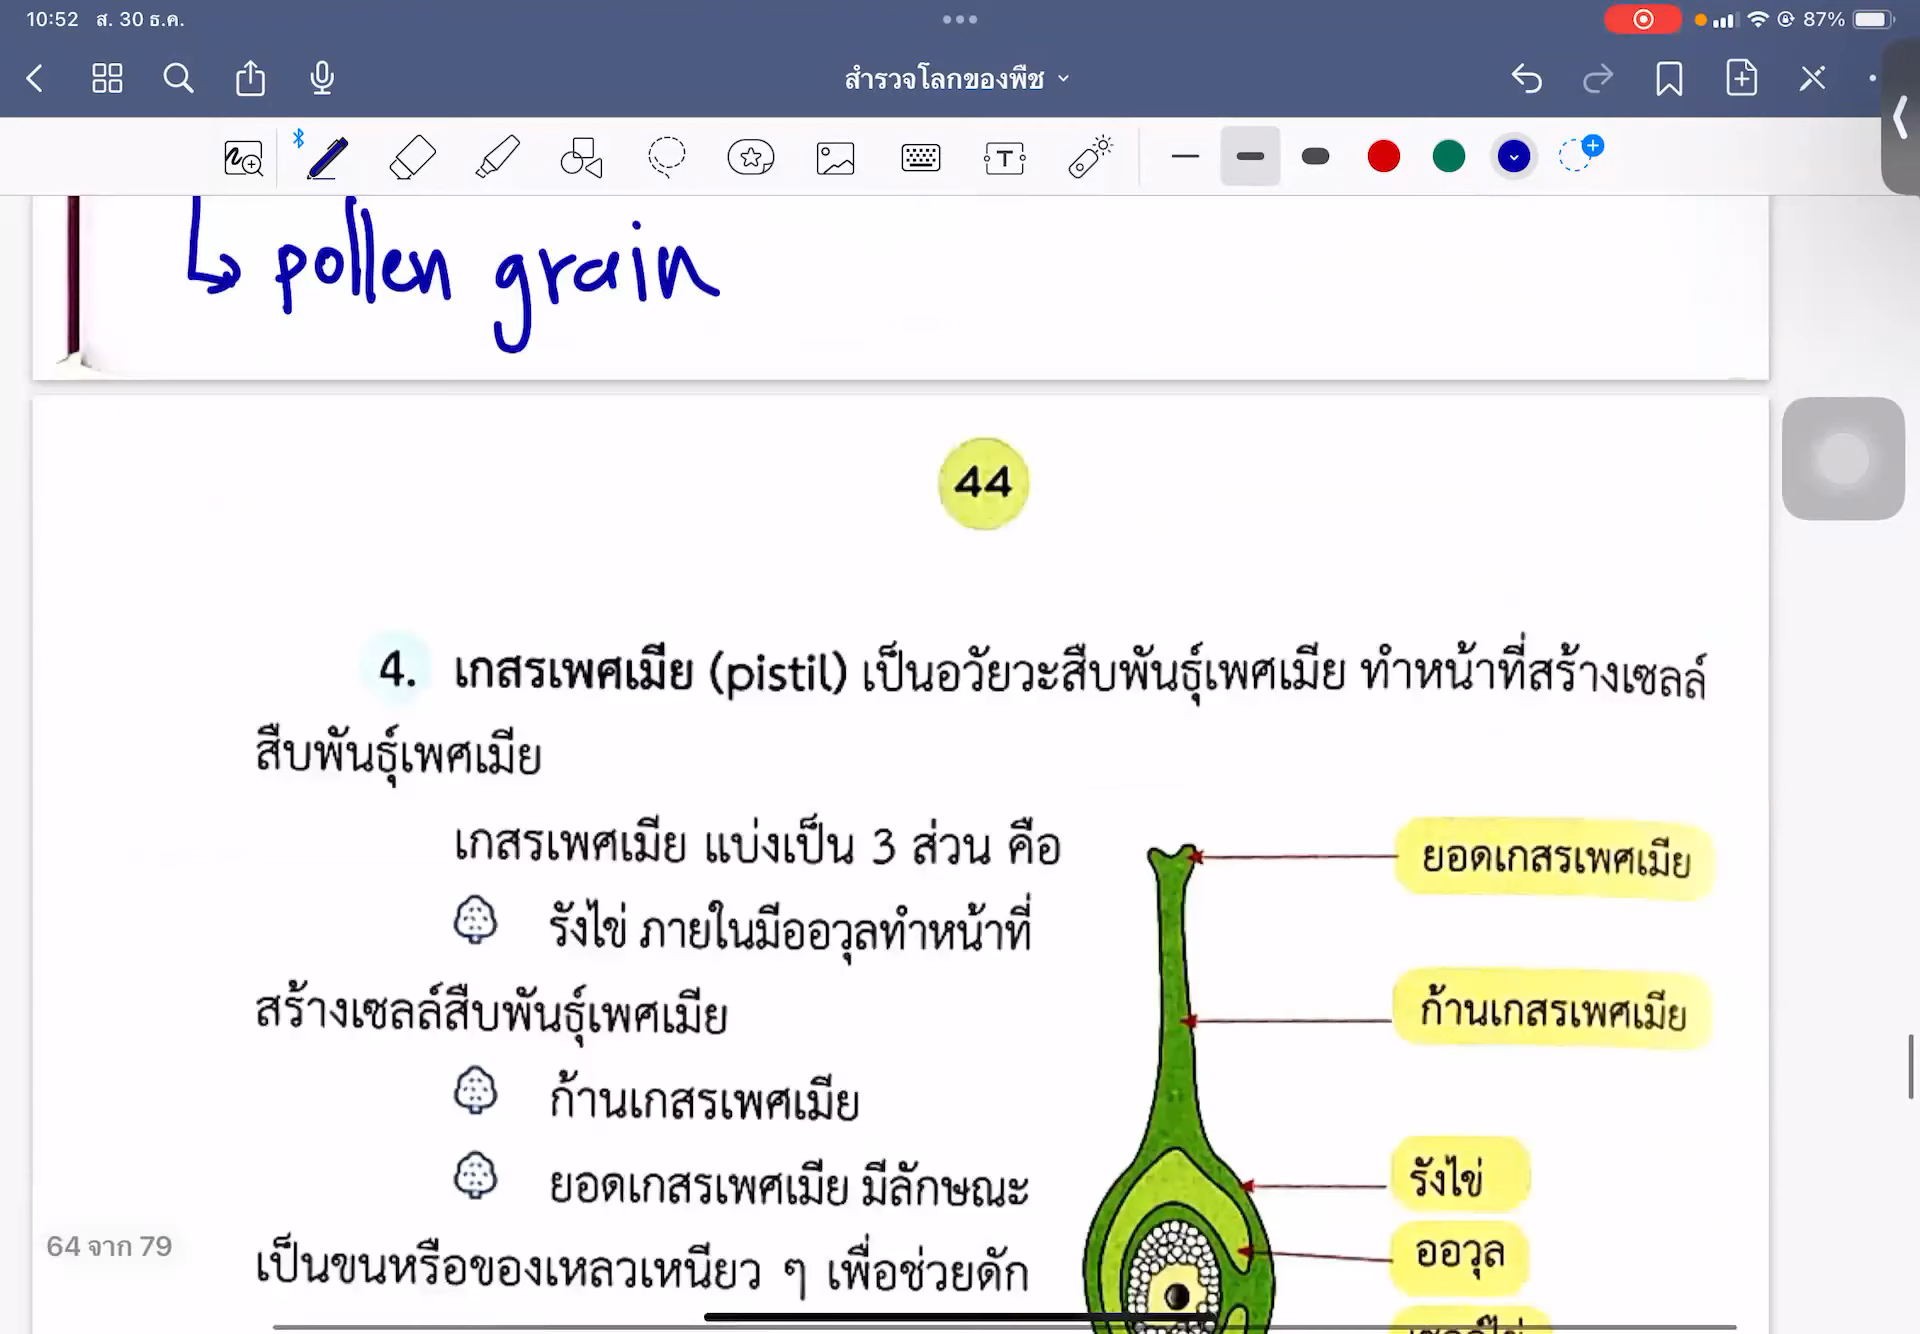 10:52 ส. 30 ธ.ค.
87%
สำรวจโลกของพืช
T
pollen grain
44
4. เกสรเพศเมีย (pistil) เป็นอวัยวะสืบพันธุ์เพศเมีย ทำหน้าที่สร้างเซลล์
สืบพันธุ์เพศเมีย
เกสรเพศเมีย แบ่งเป็น 3 ส่วน คือ
รังไข่ ภายในมีออวุลทำหน้าที่
สร้างเซลล์สืบพันธุ์เพศเมีย
ก้านเกสรเพศเมีย
ยอดเกสรเพศเมีย มีลักษณะ
เป็นขนหรือของเหลวเหนียว ๆ เพื่อช่วยดัก
ยอดเกสรเพศเมีย
ก้านเกสรเพศเมีย
รังไข่
ออวุล
64 จาก 79